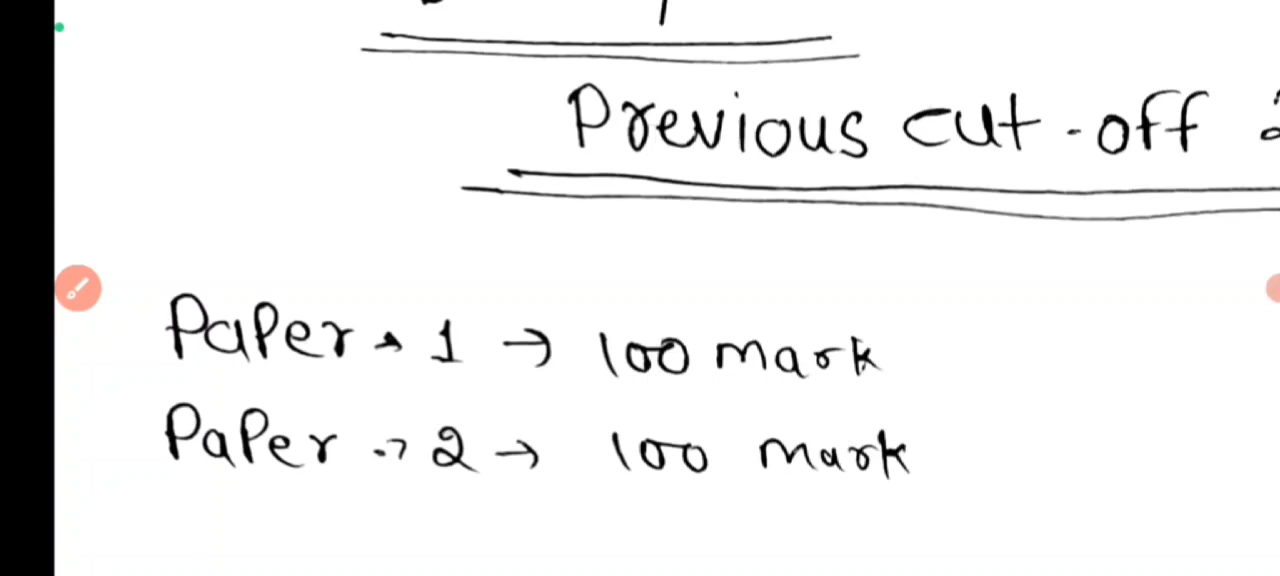 Previous cut-off
Paper - 1 → 100 mark
Paper - 2 → 100 mark